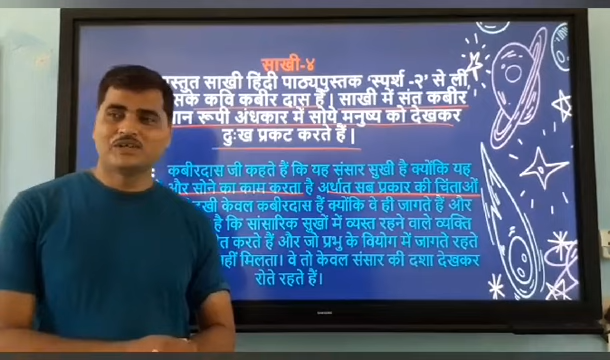 साखी-४
प्रस्तुत साखी हिंदी पाठ्यपुस्तक ‘स्पर्श -२’ से ली
कवि कबीर दास हैं | साखी में संत कबीर
रूपी अंधकार में सोये मनुष्य को देखकर
दुःख प्रकट करते हैं |
कबीरदास जी कहते हैं कि यह संसार सुखी है क्योंकि यह
और सोने का काम करता है अर्थात सब प्रकार की चिंताओं
केवल कबीरदास हैं क्योंकि वे ही जागते हैं और
है कि सांसारिक सुखों में व्यस्त रहने वाले व्यक्ति
करते हैं और जो प्रभु के वियोग में जागते रहते
नहीं मिलता। वे तो केवल संसार की दशा देखकर
रोते रहते हैं।